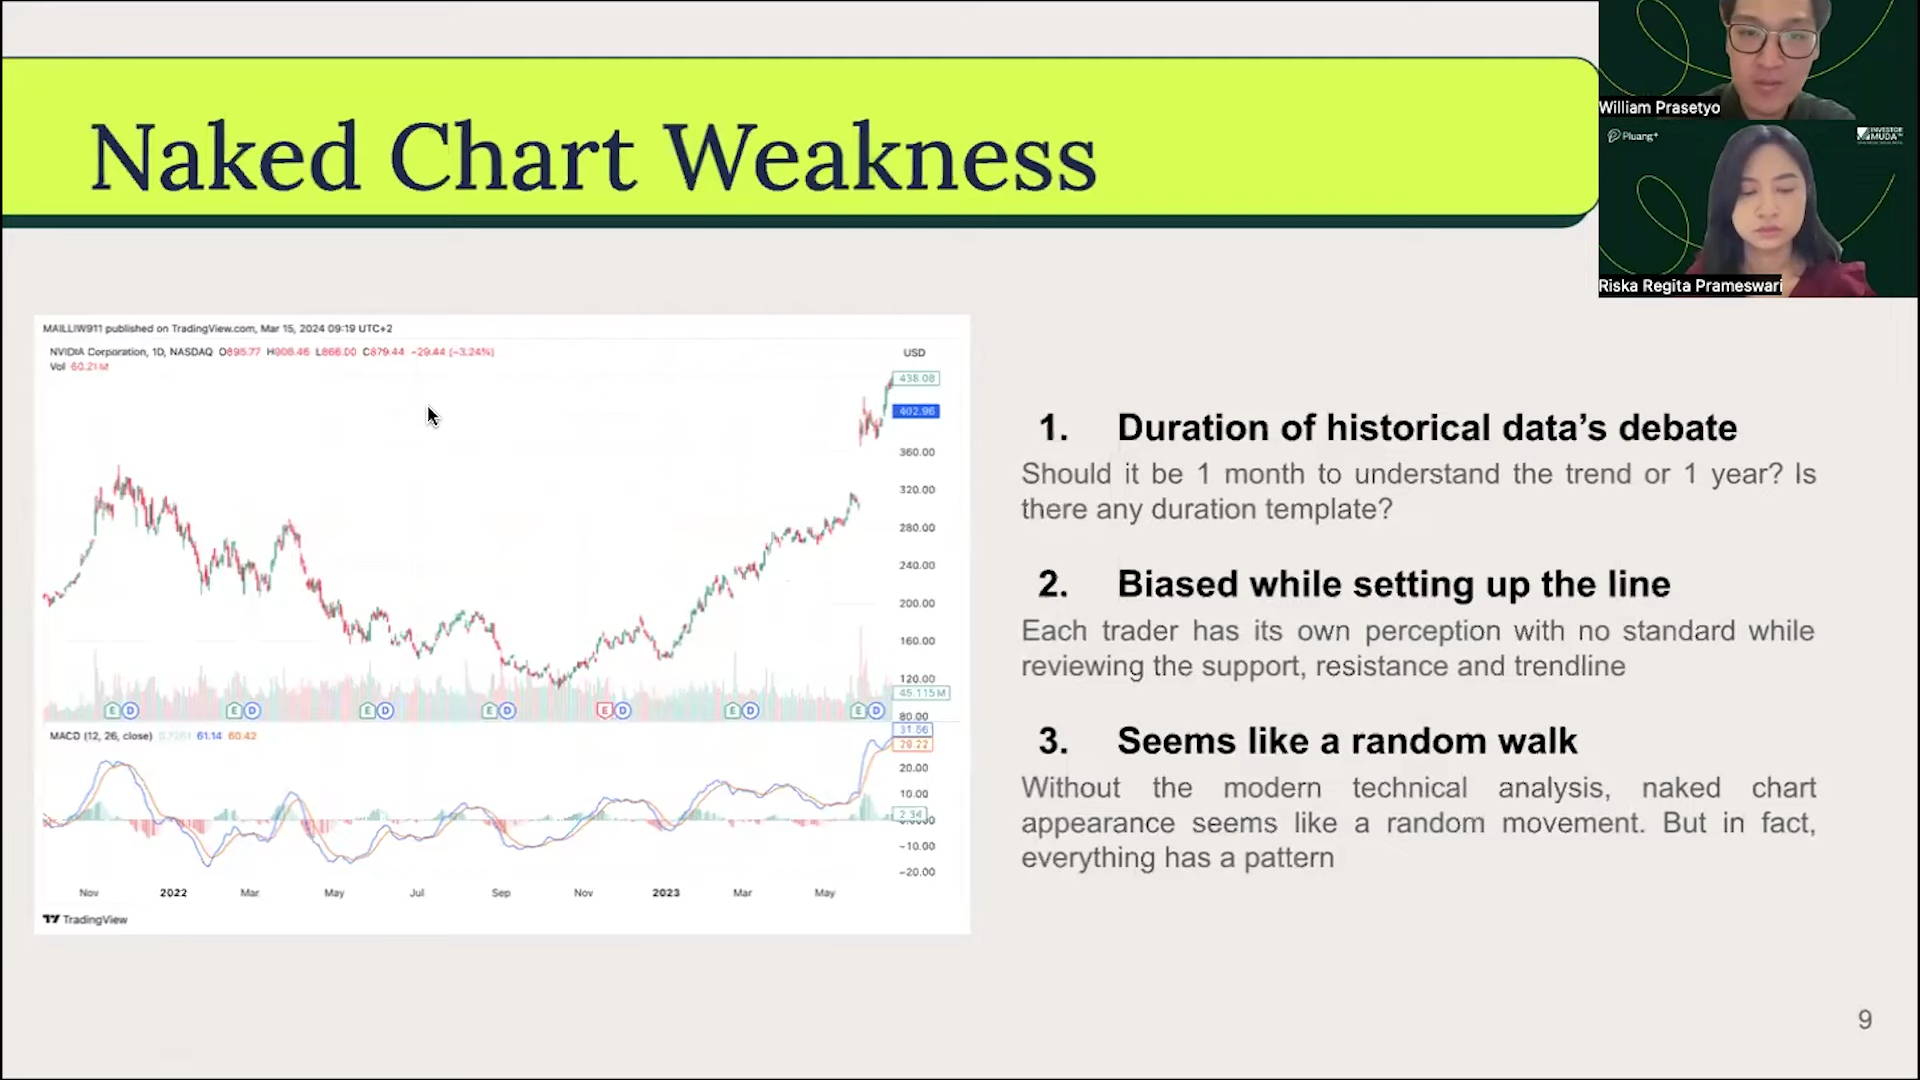 Naked Chart Weakness
William Prasetyo
Pluang+
INVESTOR
MUDA
Riska Regita Prameswari
MAILLIW911 published on TradingView.com, Mar 15, 2024 09:19 UTC+2
NVIDIA Corporation, 1D, NASDAQ O895.77 H906.46 L866.00 C879.44 −29.44 (−3.24%)
Vol 60.21M
USD
438.08
402.96
360.00
320.00
280.00
240.00
200.00
160.00
120.00
45.115M
80.00
E D E D E D E D E D E D E D
MACD (12, 26, close) 61.14 60.42
31.56
29.22
20.00
10.00
2.34
−10.00
−20.00
Nov 2022 Mar May Jul Sep Nov 2023 Mar May
TradingView
1. Duration of historical data’s debate
Should it be 1 month to understand the trend or 1 year? Is
there any duration template?
2. Biased while setting up the line
Each trader has its own perception with no standard while
reviewing the support, resistance and trendline
3. Seems like a random walk
Without the modern technical analysis, naked chart
appearance seems like a random movement. But in fact,
everything has a pattern
9